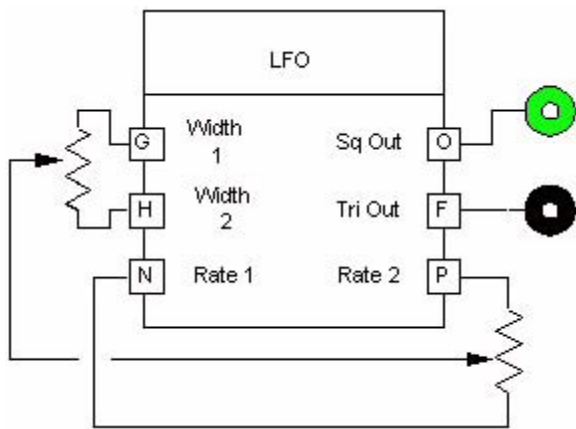 LFO
G
Width
1
Sq Out
O
H
Width
2
Tri Out
F
N
Rate 1
Rate 2
P